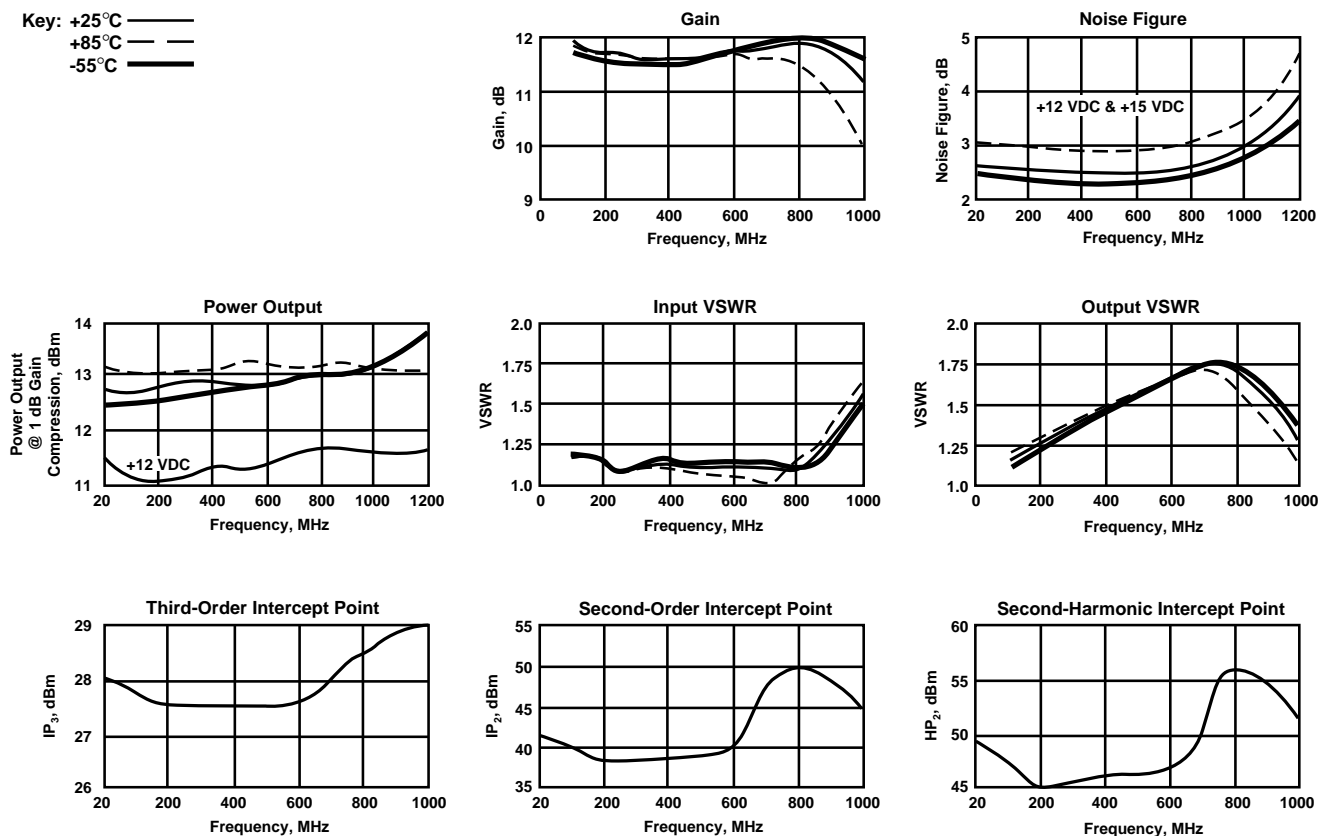 Key: +25°C
+85°C
-55°C
Gain
Gain, dB
12
11
10
9
0 200 400 600 800 1000
Frequency, MHz
Noise Figure
Noise Figure, dB
5
4
3
2
+12 VDC & +15 VDC
20 200 400 600 800 1000 1200
Frequency, MHz
Power Output
Power Output
@ 1 dB Gain
Compression, dBm
14
13
12
11
+12 VDC
20 200 400 600 800 1000 1200
Frequency, MHz
Input VSWR
VSWR
2.0
1.75
1.5
1.25
1.0
0 200 400 600 800 1000
Frequency, MHz
Output VSWR
VSWR
2.0
1.75
1.5
1.25
1.0
20 200 400 600 800 1000
Frequency, MHz
Third-Order Intercept Point
IP3, dBm
29
28
27
26
20 200 400 600 800 1000
Frequency, MHz
Second-Order Intercept Point
IP2, dBm
55
50
45
40
35
20 200 400 600 800 1000
Frequency, MHz
Second-Harmonic Intercept Point
HP2, dBm
60
55
50
45
20 200 400 600 800 1000
Frequency, MHz